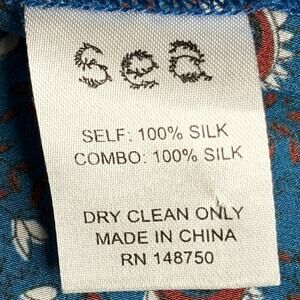 sea
SELF: 100% SILK
COMBO: 100% SILK
DRY CLEAN ONLY
MADE IN CHINA
RN 148750